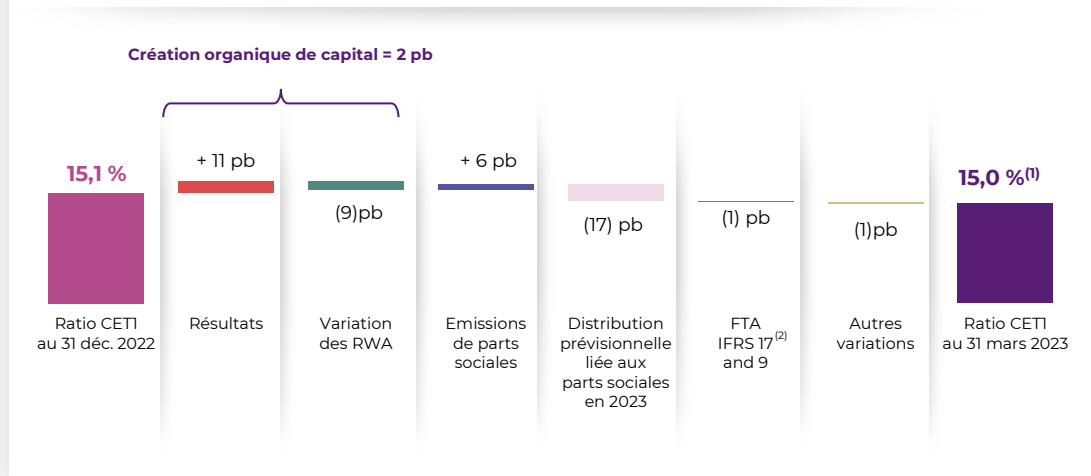 Création organique de capital = 2 pb
15,1 %
+ 11 pb
(9)pb
+ 6 pb
(17) pb
(1) pb
(1)pb
15,0 %(1)
Ratio CET1
au 31 déc. 2022
Résultats
Variation
des RWA
Emissions
de parts
sociales
Distribution
prévisionnelle
liée aux
parts sociales
en 2023
FTA
IFRS 17(2)
and 9
Autres
variations
Ratio CET1
au 31 mars 2023